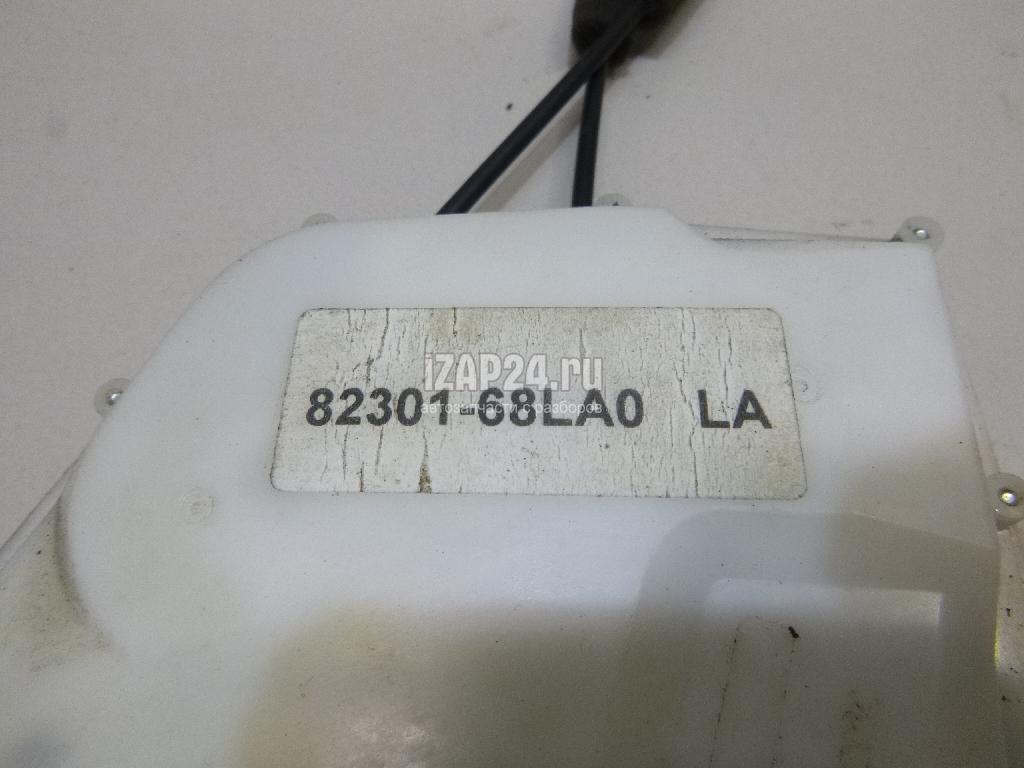 iZAP24.ru
82301-68LA0 LA
автозапчасти с разборов